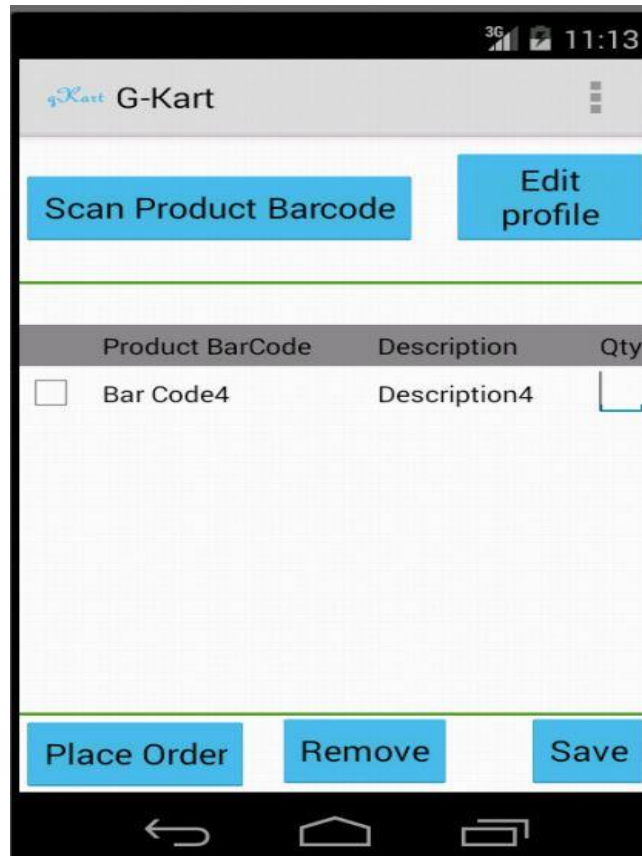 3G 11:13
gKart G-Kart
Scan Product Barcode
Edit
profile
Product BarCode Description Qty
Bar Code4 Description4
Place Order Remove Save